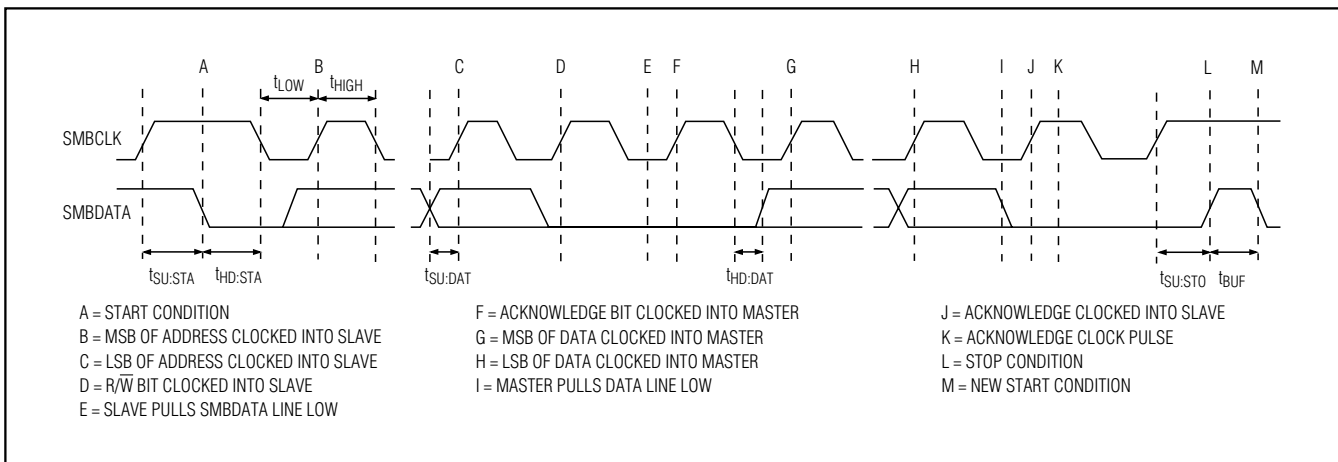 A B C D E F G H I J K L M
tLOW tHIGH
SMBCLK
SMBDATA
tSU:STA tHD:STA tSU:DAT tHD:DAT tSU:STO tBUF
A = START CONDITION
B = MSB OF ADDRESS CLOCKED INTO SLAVE
C = LSB OF ADDRESS CLOCKED INTO SLAVE
D = R/W̅ BIT CLOCKED INTO SLAVE
E = SLAVE PULLS SMBDATA LINE LOW
F = ACKNOWLEDGE BIT CLOCKED INTO MASTER
G = MSB OF DATA CLOCKED INTO MASTER
H = LSB OF DATA CLOCKED INTO MASTER
I = MASTER PULLS DATA LINE LOW
J = ACKNOWLEDGE CLOCKED INTO SLAVE
K = ACKNOWLEDGE CLOCK PULSE
L = STOP CONDITION
M = NEW START CONDITION